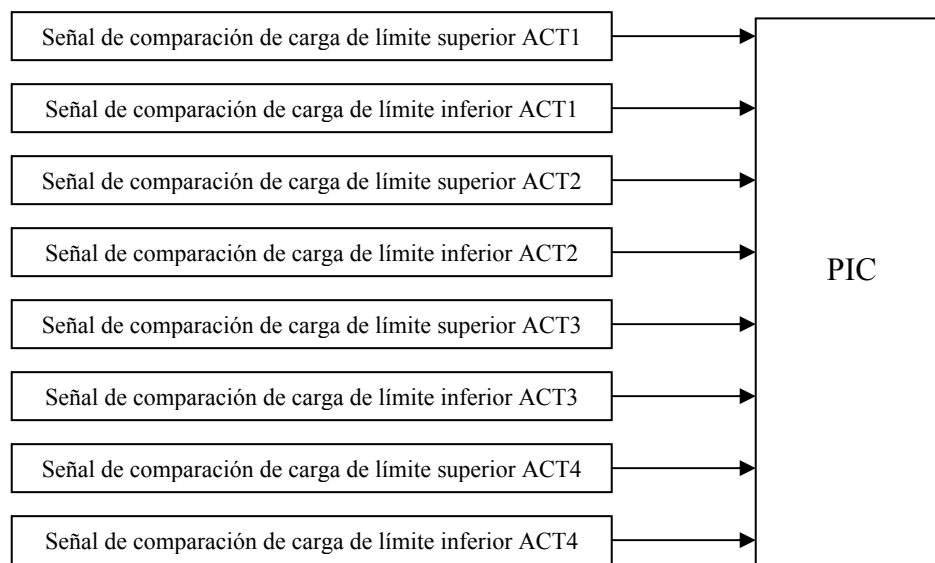 Señal de comparación de carga de límite superior ACT1
Señal de comparación de carga de límite inferior ACT1
Señal de comparación de carga de límite superior ACT2
Señal de comparación de carga de límite inferior ACT2
Señal de comparación de carga de límite superior ACT3
Señal de comparación de carga de límite inferior ACT3
Señal de comparación de carga de límite superior ACT4
Señal de comparación de carga de límite inferior ACT4
PIC